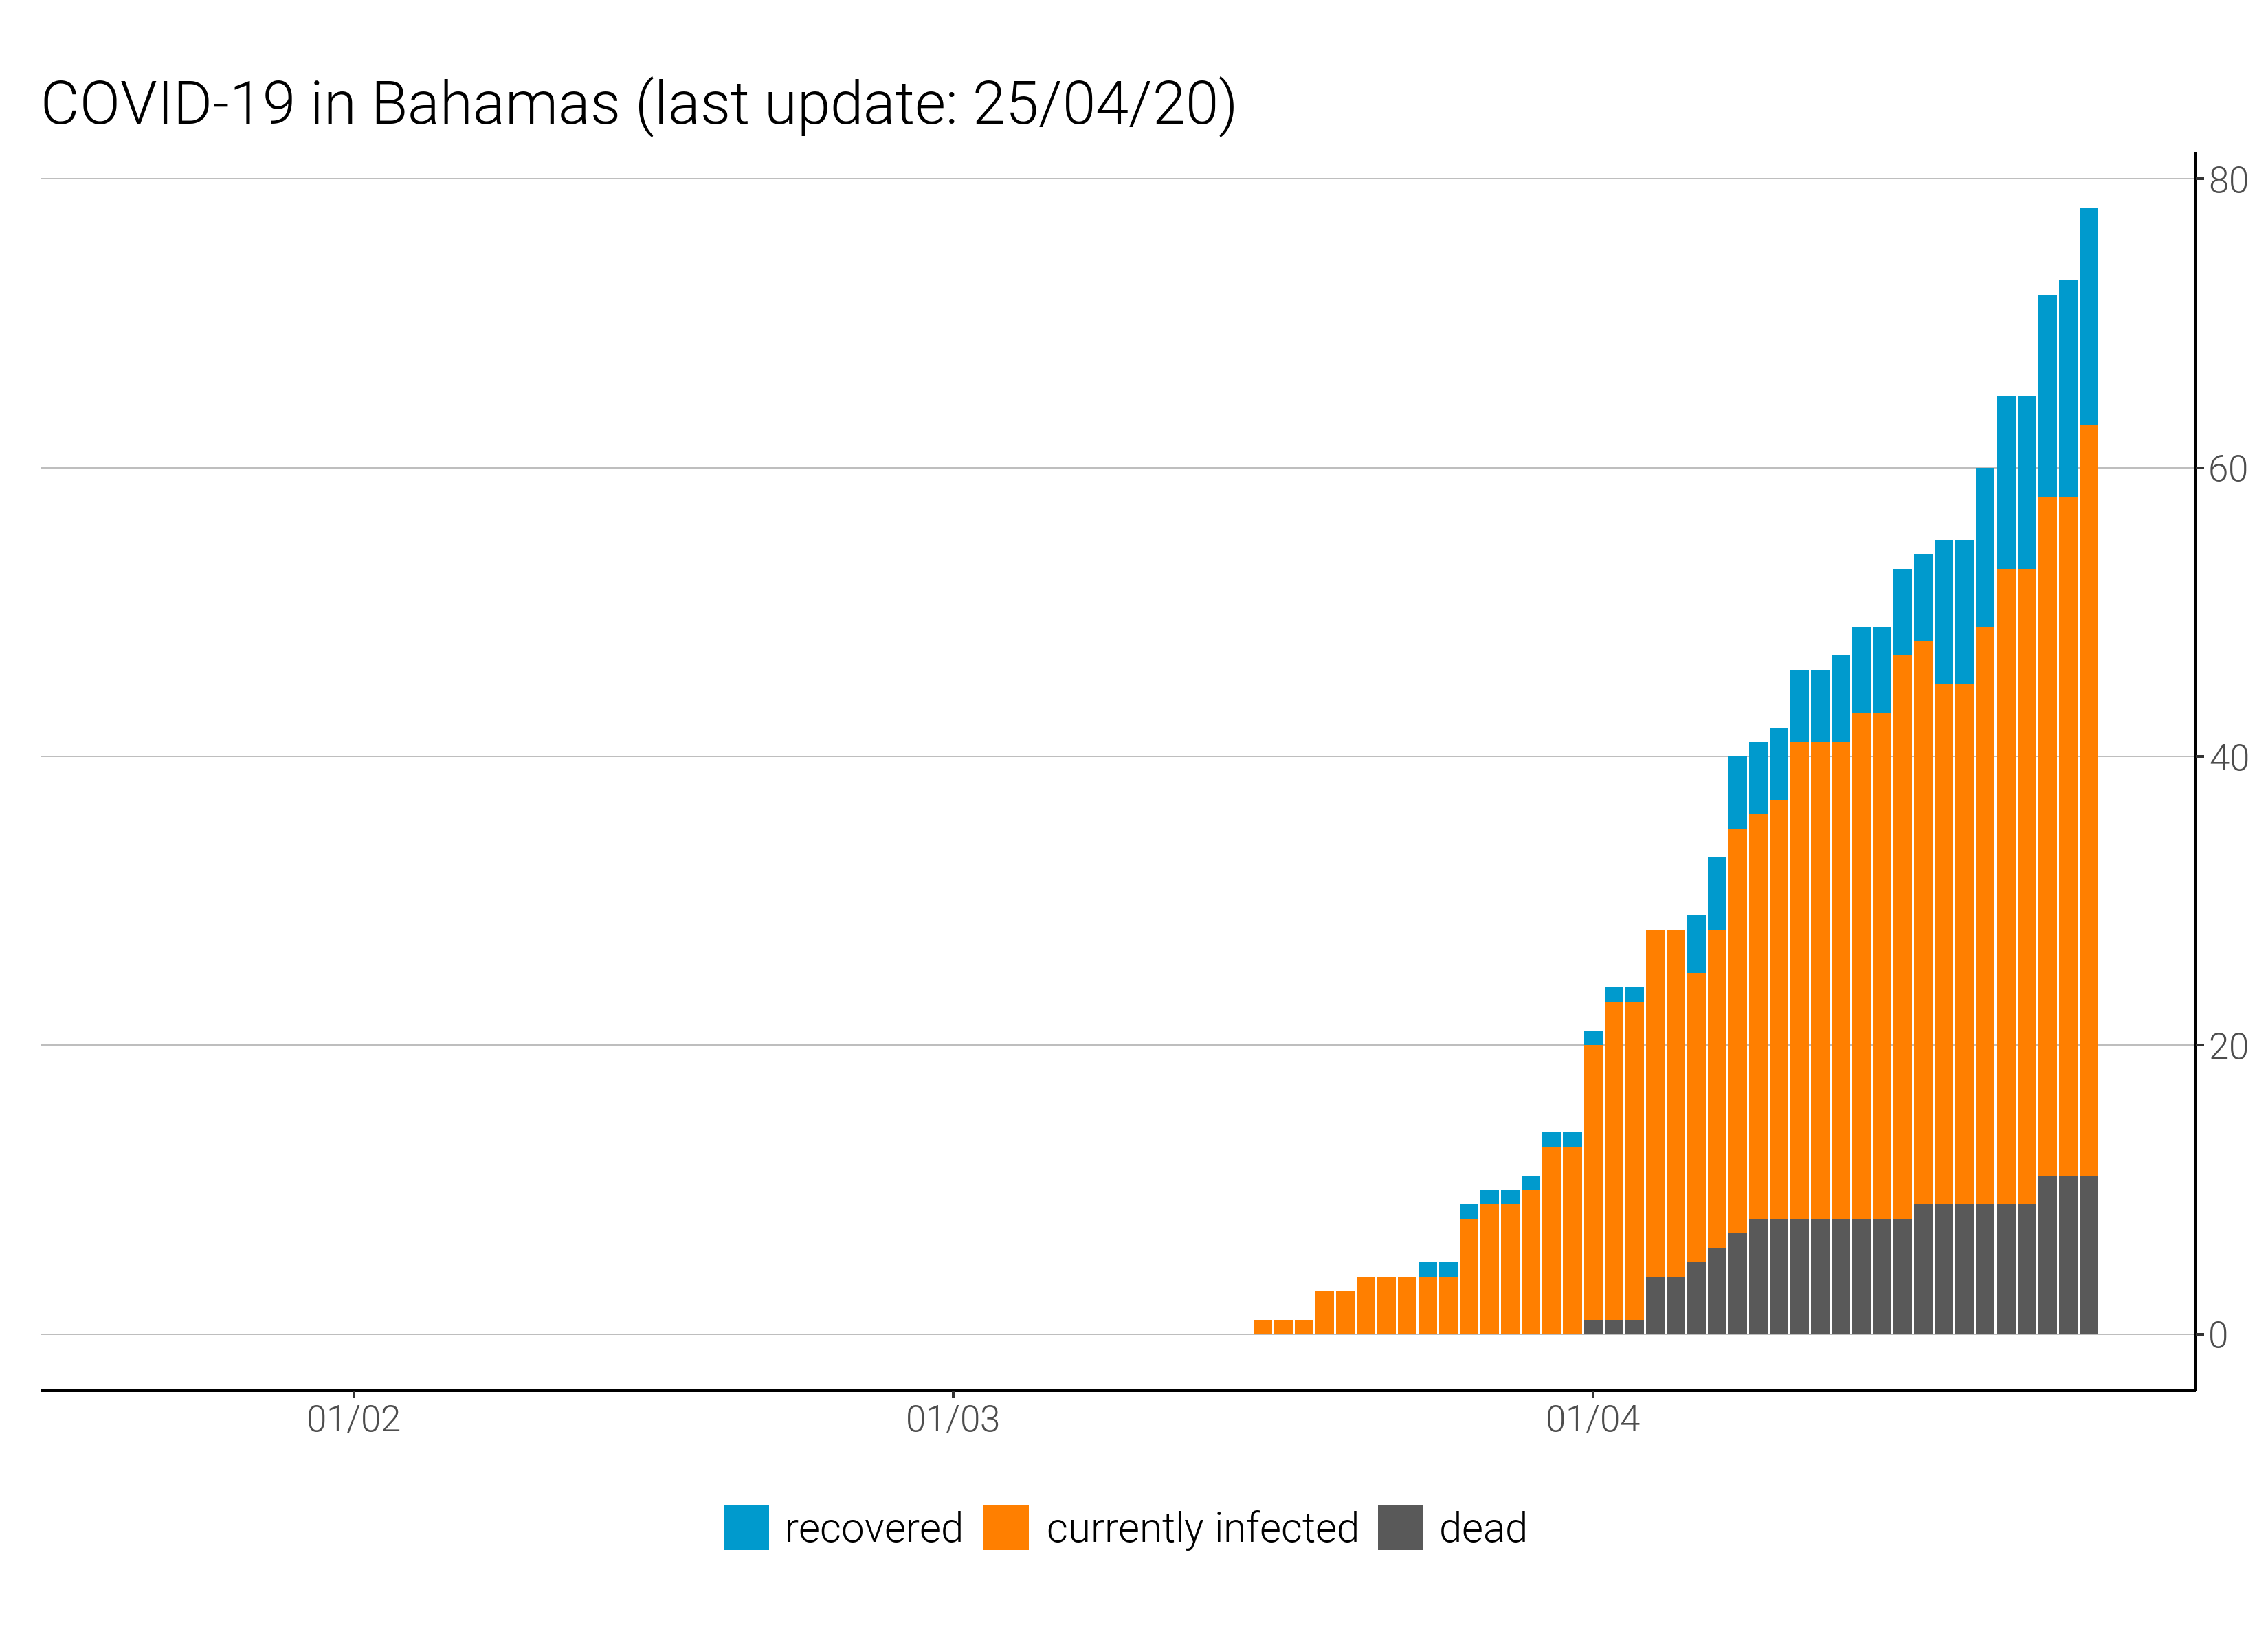 COVID-19 in Bahamas (last update: 25/04/20)
80
60
40
20
0
01/02 01/03 01/04
recovered currently infected dead